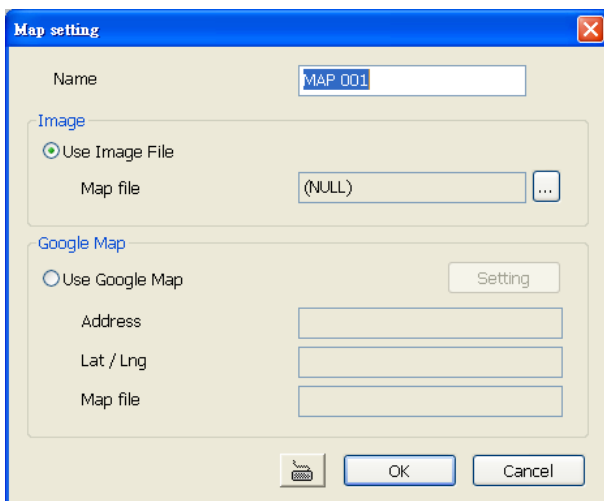 Map setting
Name MAP 001
Image
Use Image File
Map file (NULL) ...
Google Map
Use Google Map Setting
Address
Lat / Lng
Map file
OK Cancel